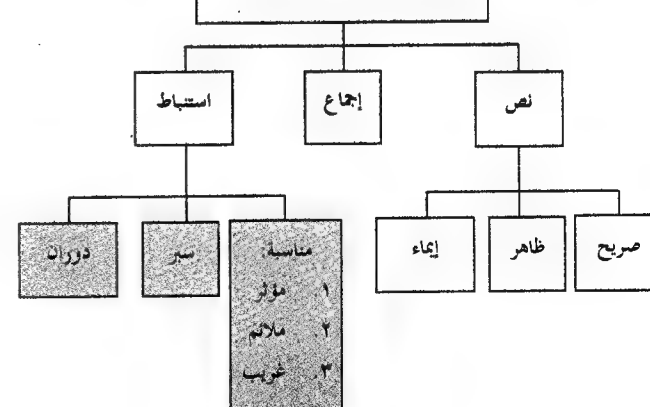 نص
إجماع
استنباط
صريح
ظاهر
إيماء
مناسبة:
١. مؤثر
٢. ملائم
٣. غريب
سبر
دوران